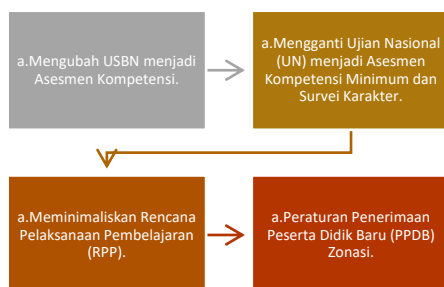 a.Mengubah USBN menjadi
Asesmen Kompetensi.
a.Mengganti Ujian Nasional
(UN) menjadi Asesmen
Kompetensi Minimum dan
Survei Karakter.
a.Meminimaliskan Rencana
Pelaksanaan Pembelajaran
(RPP).
a.Peraturan Penerimaan
Peserta Didik Baru (PPDB)
Zonasi.